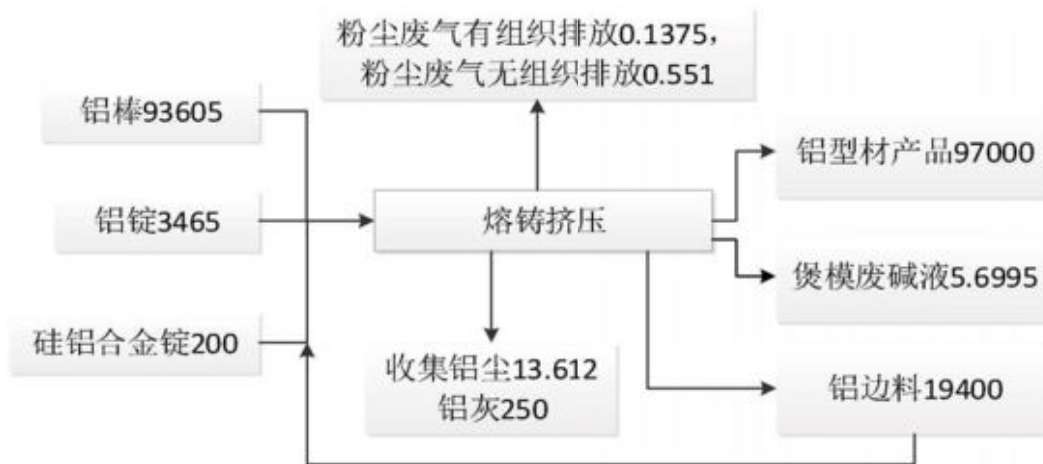 粉尘废气有组织排放0.1375，
粉尘废气无组织排放0.551
铝棒93605
铝型材产品97000
铝锭3465
熔铸挤压
煲模废碱液5.6995
硅铝合金锭200
收集铝尘13.612
铝灰250
铝边料19400